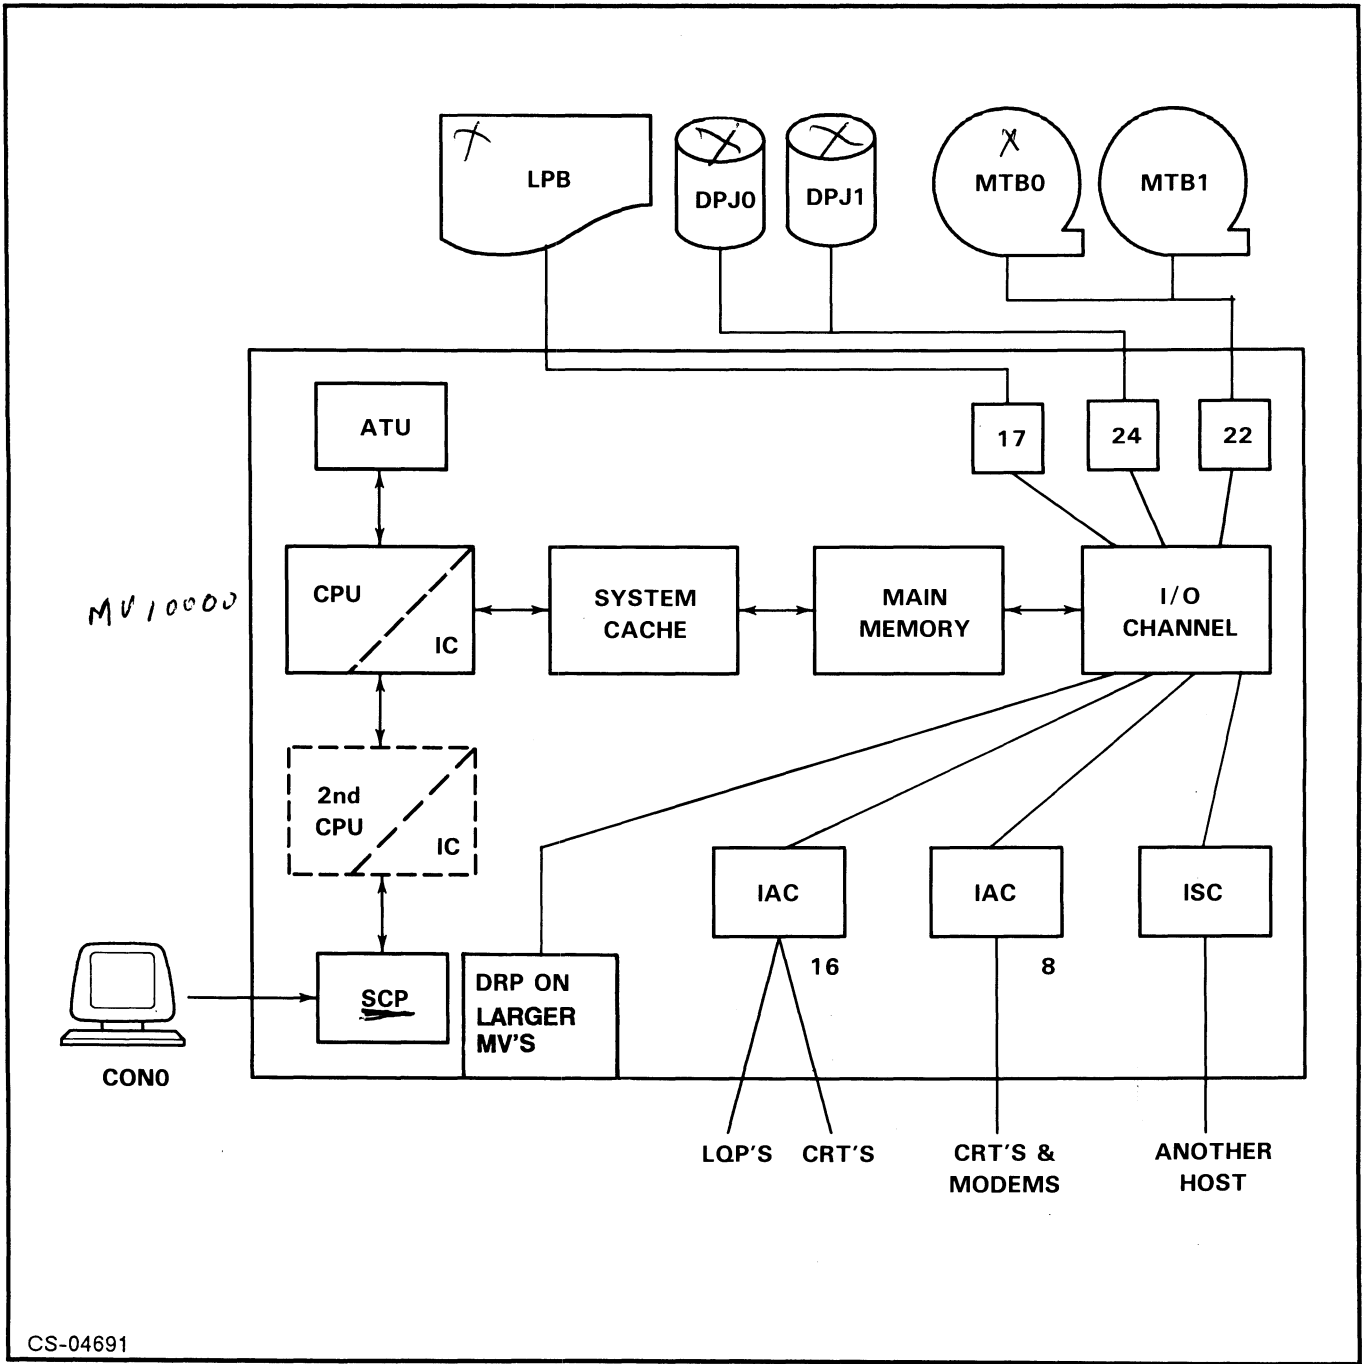 LPB
DPJ0
DPJ1
MTB0
MTB1
ATU
17
24
22
MV10000
CPU
IC
SYSTEM
CACHE
MAIN
MEMORY
I/O
CHANNEL
2nd
CPU
IC
IAC
IAC
ISC
16
8
SCP
DRP ON
LARGER
MV'S
CON0
LQP'S
CRT'S
CRT'S &
MODEMS
ANOTHER
HOST
CS-04691